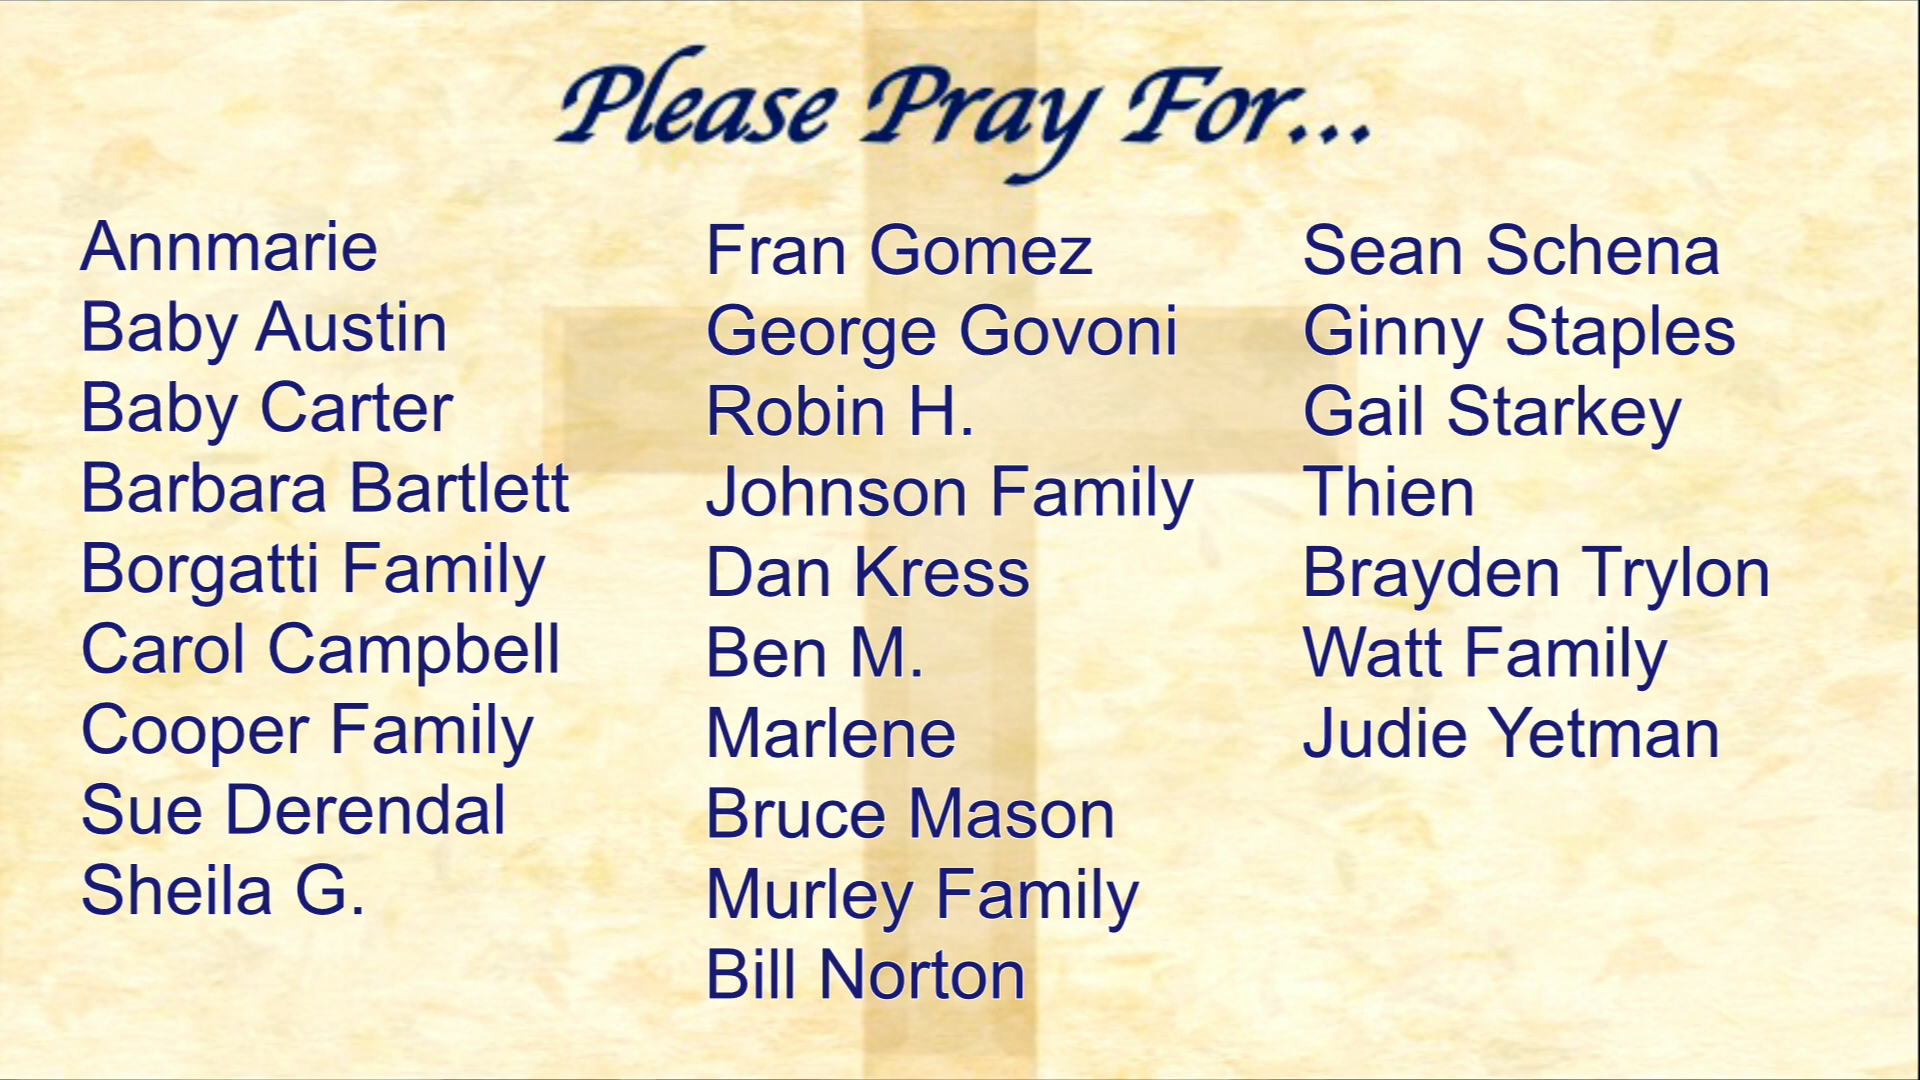 Please Pray For...
Annmarie
Baby Austin
Baby Carter
Barbara Bartlett
Borgatti Family
Carol Campbell
Cooper Family
Sue Derendal
Sheila G.
Fran Gomez
George Govoni
Robin H.
Johnson Family
Dan Kress
Ben M.
Marlene
Bruce Mason
Murley Family
Bill Norton
Sean Schena
Ginny Staples
Gail Starkey
Thien
Brayden Trylon
Watt Family
Judie Yetman